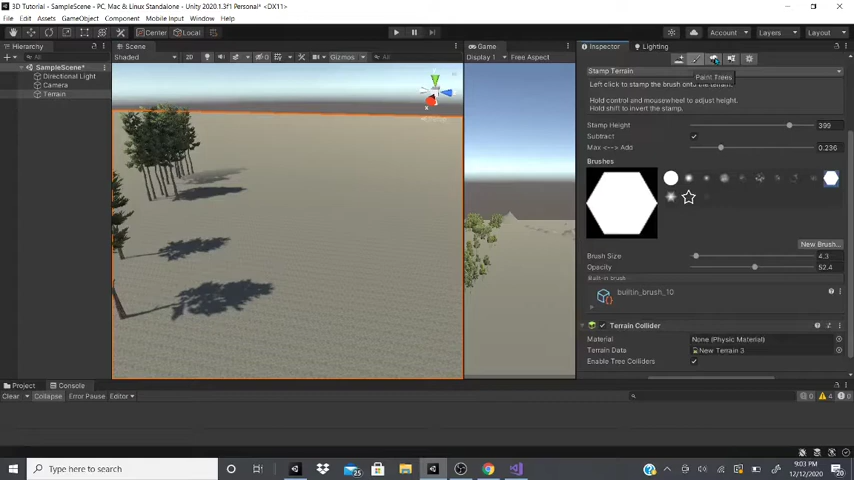 3D Tutorial - SampleScene - PC, Mac & Linux Standalone - Unity 2020.1.3f1 Personal* <DX11>
File Edit Assets GameObject Component Mobile Input Window Help
Center Local Account Layers Layout
Hierarchy Scene Game Inspector Lighting
All Shaded 2D Gizmos All Display 1 Free Aspect
SampleScene*
Directional Light
Camera
Terrain
Stamp Terrain
Paint Trees
Left click to stamp the brush onto the terrain.
Hold control and mousewheel to adjust height.
Hold shift to invert the stamp.
Stamp Height 399
Subtract
Max <--> Add 0.236
Brushes
New Brush...
Brush Size 4.3
Opacity 52.4
Built-in brush
builtin_brush_10
Terrain Collider
Material None (Physic Material)
Terrain Data New Terrain 3
Enable Tree Colliders
Project Console
Clear Collapse Error Pause Editor 0 4 0
Type here to search
25
9:03 PM
12/12/2020
20